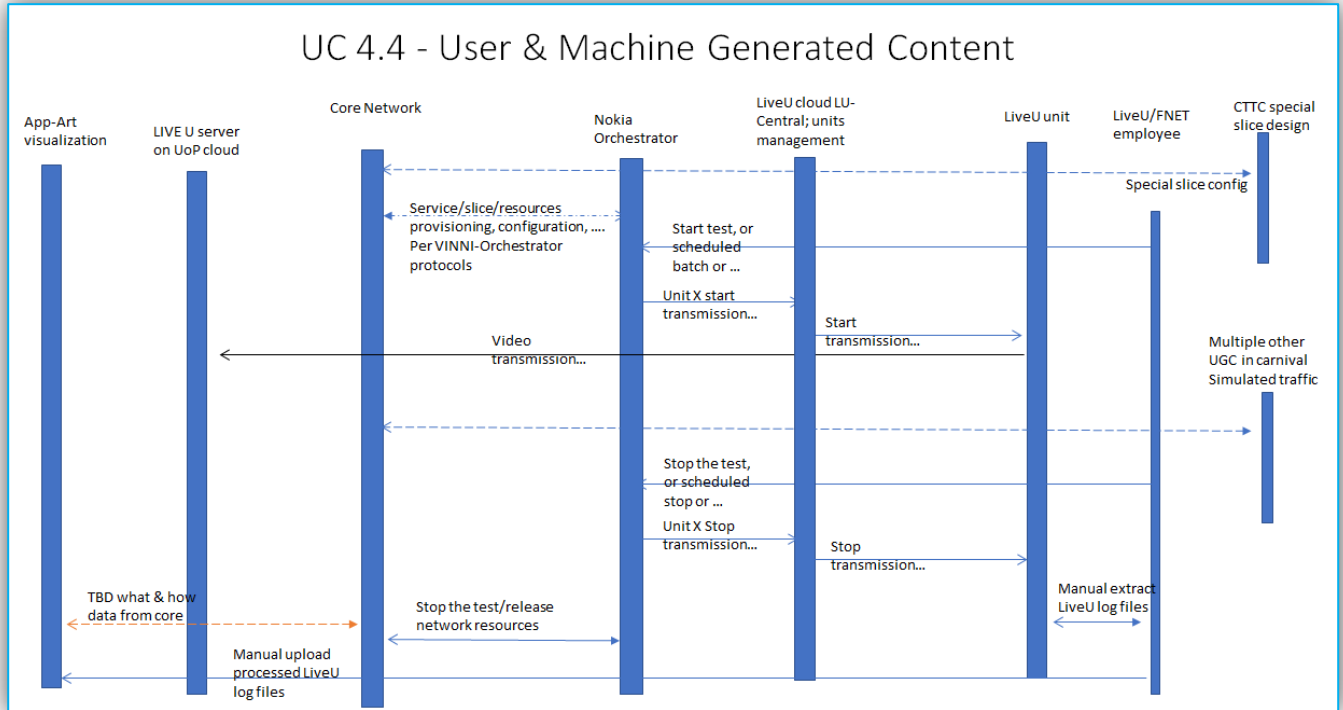 UC 4.4 - User & Machine Generated Content
App-Art
visualization
LIVE U server
on UoP cloud
Core Network
Nokia
Orchestrator
LiveU cloud LU-
Central; units
management
LiveU unit
LiveU/FNET
employee
CTTC special
slice design
Special slice config
Service/slice/resources
provisioning, configuration, ....
Per VINNI-Orchestrator
protocols
Start test, or
scheduled
batch or ...
Unit X start
transmission...
Start
transmission...
Video
transmission...
Multiple other
UGC in carnival
Simulated traffic
Stop the test,
or scheduled
stop or ...
Unit X Stop
transmission...
Stop
transmission...
TBD what & how
data from core
Stop the test/release
network resources
Manual extract
LiveU log files
Manual upload
processed LiveU
log files